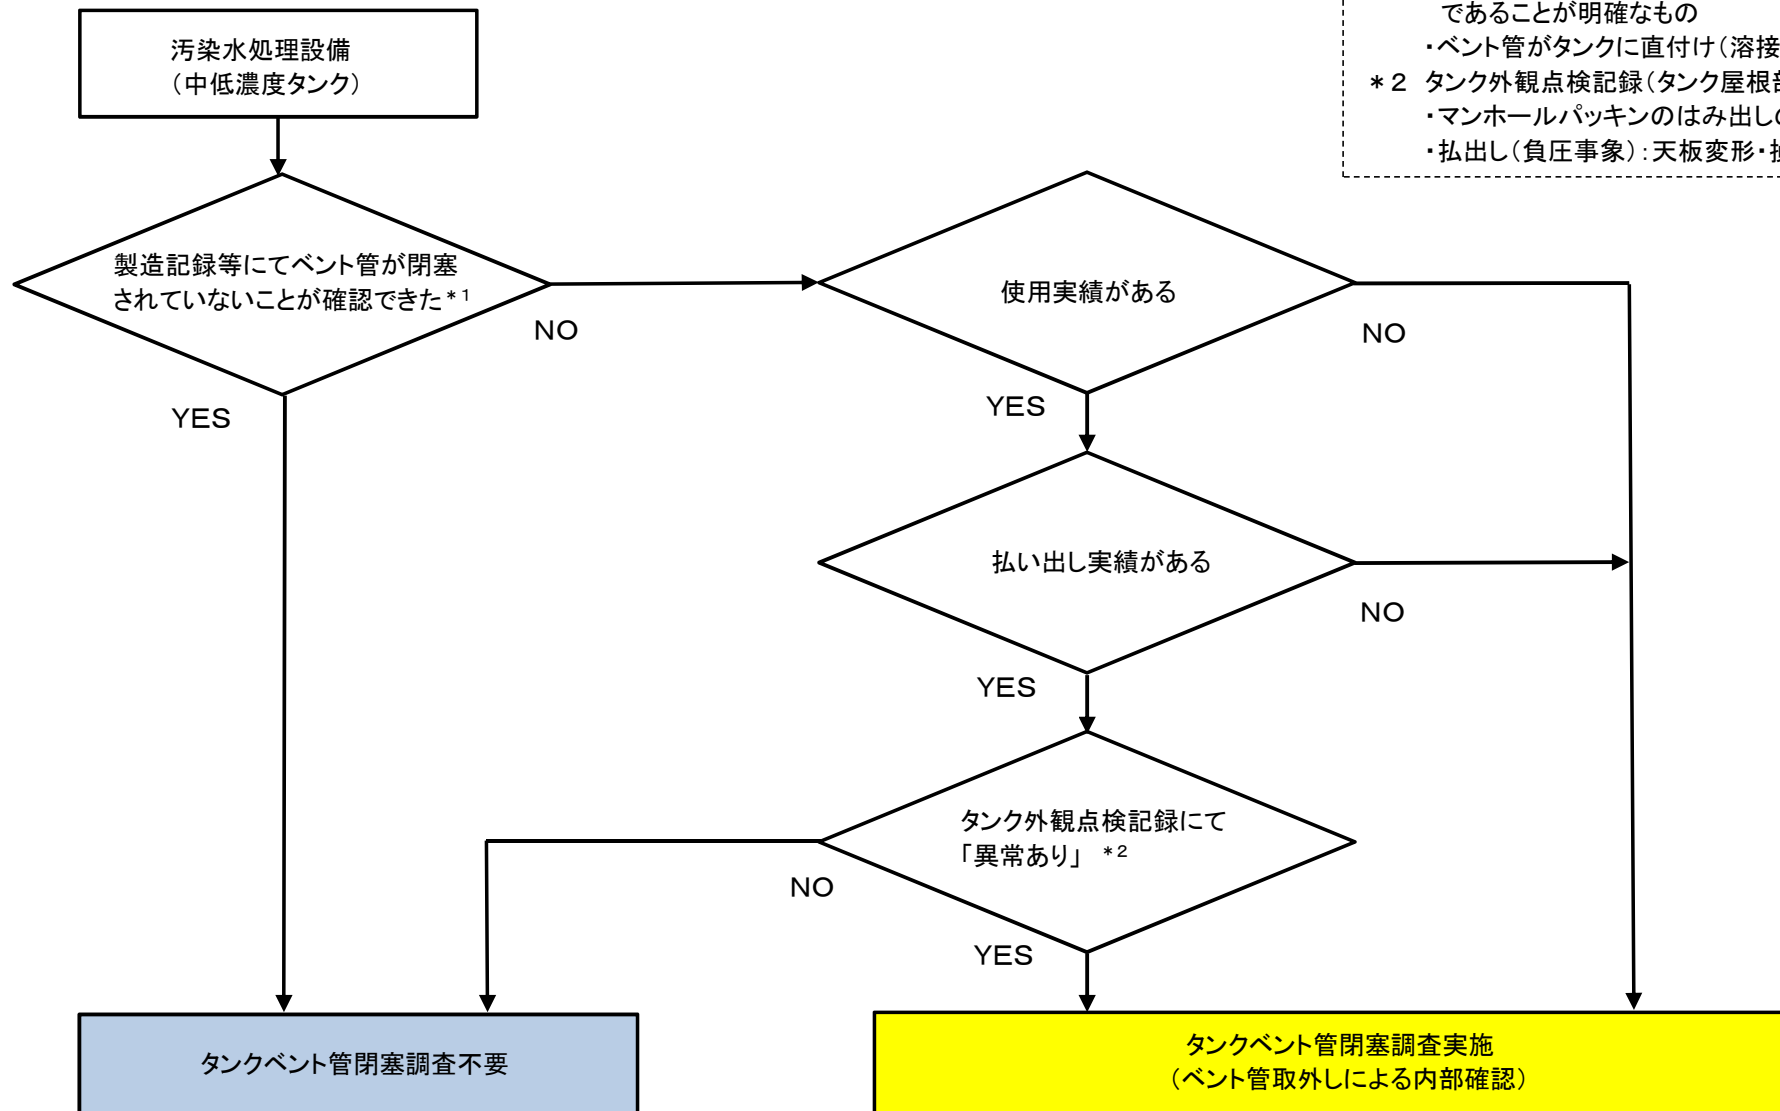 であることが明確なもの
・ベント管がタンクに直付け(溶接
*2 タンク外観点検記録(タンク屋根部
・マンホールパッキンのはみ出しの
・払出し(負圧事象):天板変形・損
汚染水処理設備
(中低濃度タンク)
製造記録等にてベント管が閉塞
されていないことが確認できた*1
NO
YES
使用実績がある
NO
YES
払い出し実績がある
NO
YES
タンク外観点検記録にて
「異常あり」 *2
NO
YES
タンクベント管閉塞調査不要
タンクベント管閉塞調査実施
(ベント管取外しによる内部確認)